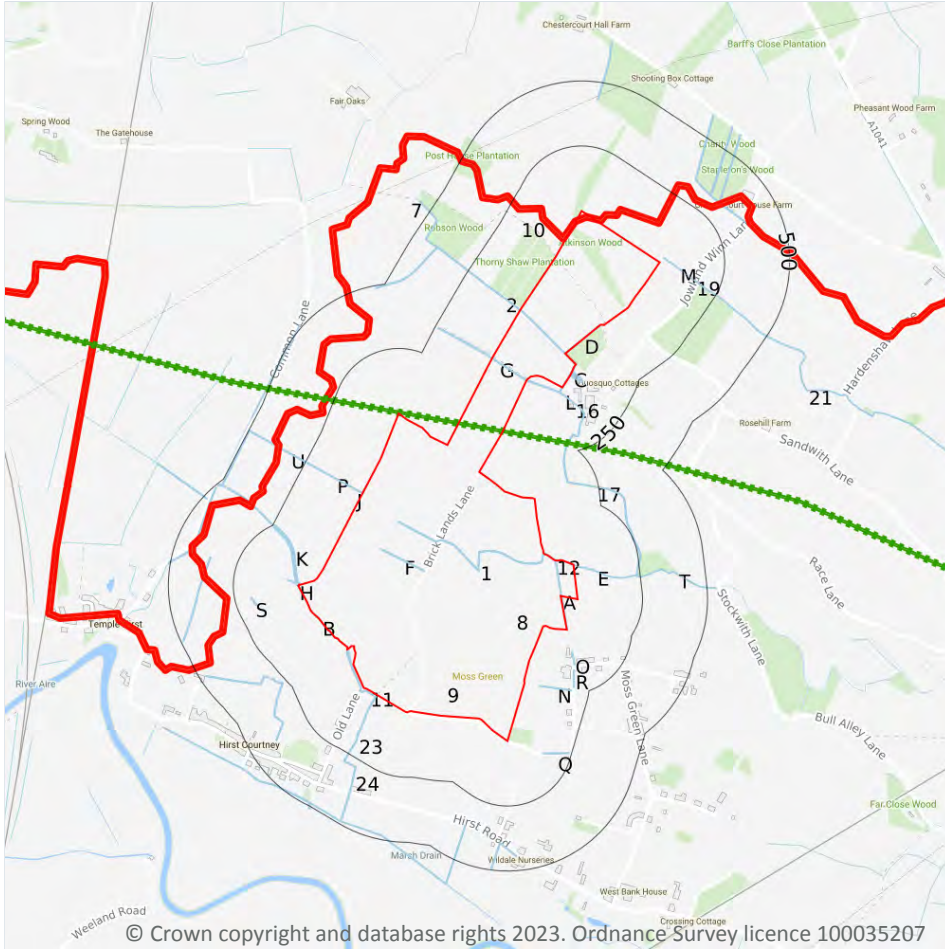 Chestercourt Hall Farm
Barff's Close Plantation
Shooting Box Cottage
Fair Oaks
Pheasant Wood Farm
Spring Wood
The Gatehouse
A1041
Charity Wood
Post House Plantation
Stapleton's Wood
7
Robson Wood
10
Atkinson Wood
Jowland Winn Lane
500
Thorny Shaw Plantation
M
19
2
Common Lane
D
Hardenshaw Lane
G
C
Quosquo Cottages
L
16
21
250
Rosehill Farm
Sandwith Lane
U
P
J
17
Brick Lands Lane
K
F
1
12
E
T
Race Lane
H
S
A
Stockwith Lane
Temple Hirst
B
8
O
R
River Aire
Moss Green
N
Moss Green Lane
9
11
Old Lane
Bull Alley Lane
Hirst Courtney
23
Q
24
Far Close Wood
Hirst Road
Marsh Drain
Wildale Nurseries
West Bank House
Weeland Road
Crossing Cottage
© Crown copyright and database rights 2023. Ordnance Survey licence 100035207